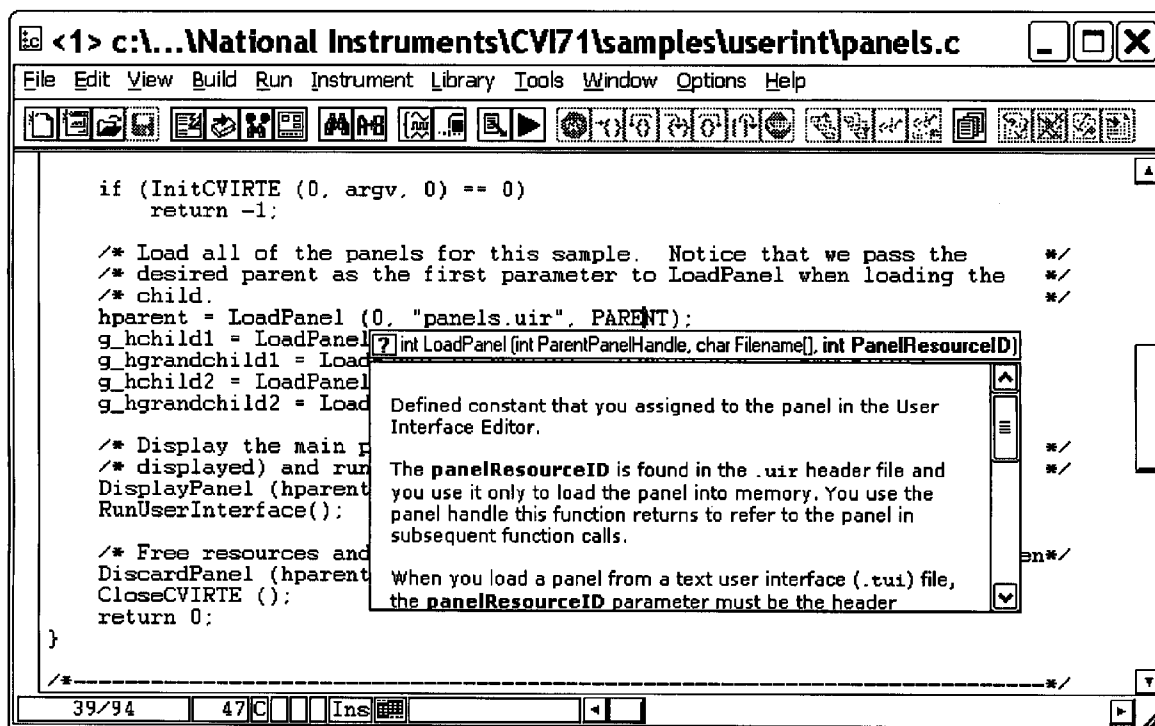 <1> c:\...\National Instruments\CVI71\samples\userint\panels.c
File Edit View Build Run Instrument Library Tools Window Options Help
if (InitCVIRTE (0, argv, 0) == 0)
return -1;
/* Load all of the panels for this sample. Notice that we pass the */
/* desired parent as the first parameter to LoadPanel when loading the */
/* child. */
hparent = LoadPanel (0, "panels.uir", PARENT);
g_hchild1 = LoadPanel
g_hgrandchild1 = Load
g_hchild2 = LoadPanel
g_hgrandchild2 = Load
? int LoadPanel (int ParentPanelHandle, char Filename[], int PanelResourceID)
Defined constant that you assigned to the panel in the User
Interface Editor.
The panelResourceID is found in the .uir header file and
you use it only to load the panel into memory. You use the
panel handle this function returns to refer to the panel in
subsequent function calls.
When you load a panel from a text user interface (.tui) file,
the panelResourceID parameter must be the header
/* Display the main p */
/* displayed) and run */
DisplayPanel (hparent
RunUserInterface();
/* Free resources and en*/
DiscardPanel (hparent
CloseCVIRTE ();
return 0;
}
/*------------------------------------------------------------------------*/
39/94 47 C Ins